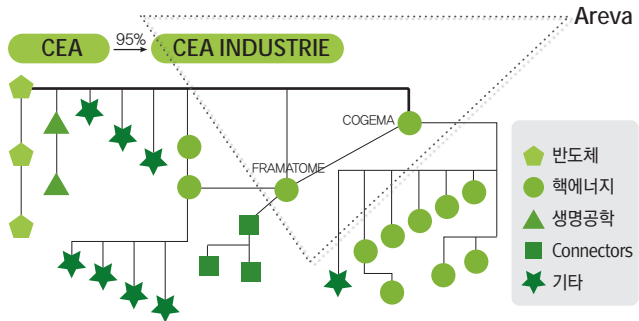 Areva
CEA
95%
CEA INDUSTRIE
COGEMA
FRAMATOME
반도체
핵에너지
생명공학
Connectors
기타